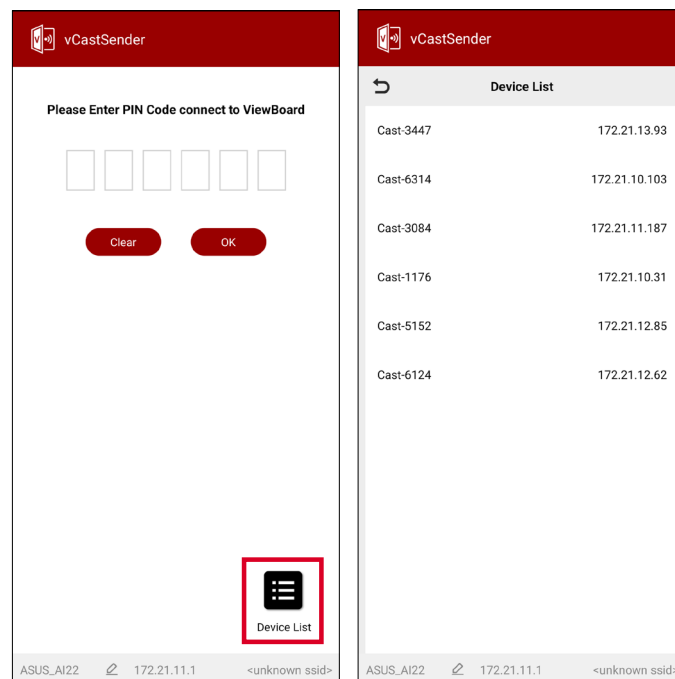 vCastSender
Please Enter PIN Code connect to ViewBoard
Clear OK
Device List
ASUS_AI22 172.21.11.1 <unknown ssid>
vCastSender
Device List
Cast-3447 172.21.13.93
Cast-6314 172.21.10.103
Cast-3084 172.21.11.187
Cast-1176 172.21.10.31
Cast-5152 172.21.12.85
Cast-6124 172.21.12.62
ASUS_AI22 172.21.11.1 <unknown ssid>